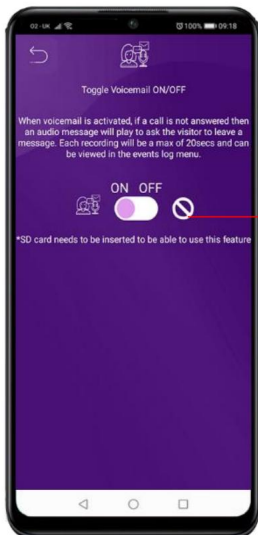 02-UK 100% 09:18
Toggle Voicemail ON/OFF
When voicemail is activated, if a call is not answered then
an audio message will play to ask the visitor to leave a
message. Each recording will be a max of 20secs and can
be viewed in the events log menu.
ON OFF
*SD card needs to be inserted to be able to use this feature